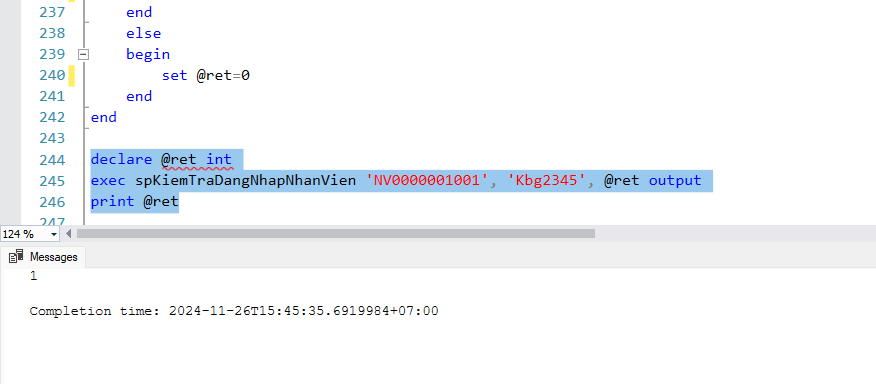 237 end
238 else
239 begin
240 set @ret=0
241 end
242 end
243
244 declare @ret int
245 exec spKiemTraDangNhapNhanVien 'NV0000001001', 'Kbg2345', @ret output
246 print @ret
247
124 %
Messages
1
Completion time: 2024-11-26T15:45:35.6919984+07:00